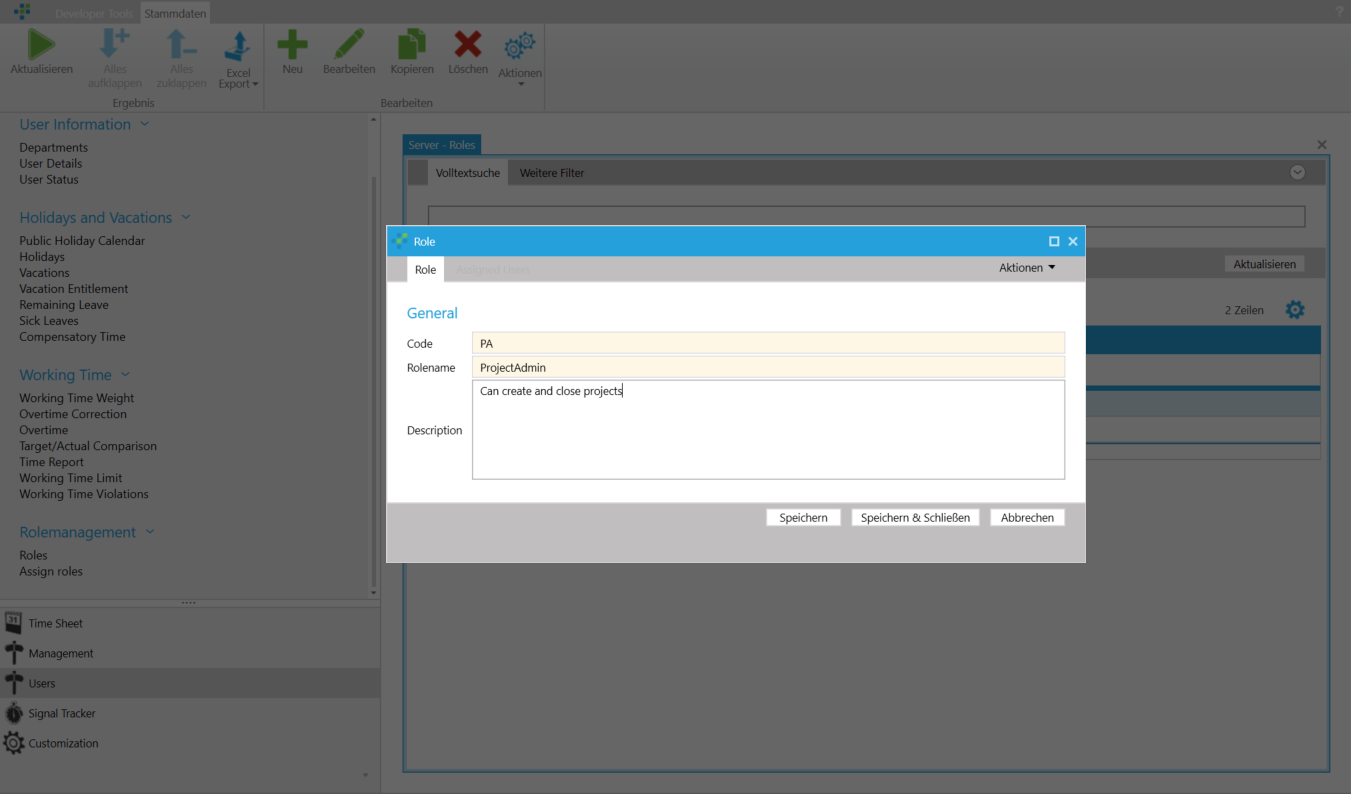 Developer Tools Stammdaten ?
Aktualisieren
Alles aufklappen
Alles zuklappen
Excel Export
Neu
Bearbeiten
Kopieren
Löschen
Aktionen
Ergebnis
Bearbeiten
User Information
Departments
User Details
User Status
Holidays and Vacations
Public Holiday Calendar
Holidays
Vacations
Vacation Entitlement
Remaining Leave
Sick Leaves
Compensatory Time
Working Time
Working Time Weight
Overtime Correction
Overtime
Target/Actual Comparison
Time Report
Working Time Limit
Working Time Violations
Rolemanagement
Roles
Assign roles
31 Time Sheet
Management
Users
Signal Tracker
Customization
Server - Roles
Volltextsuche Weitere Filter
Aktualisieren
2 Zeilen
Role
Role Assigned Users Aktionen
General
Code PA
Rolename ProjectAdmin
Description Can create and close projects
Speichern Speichern & Schließen Abbrechen